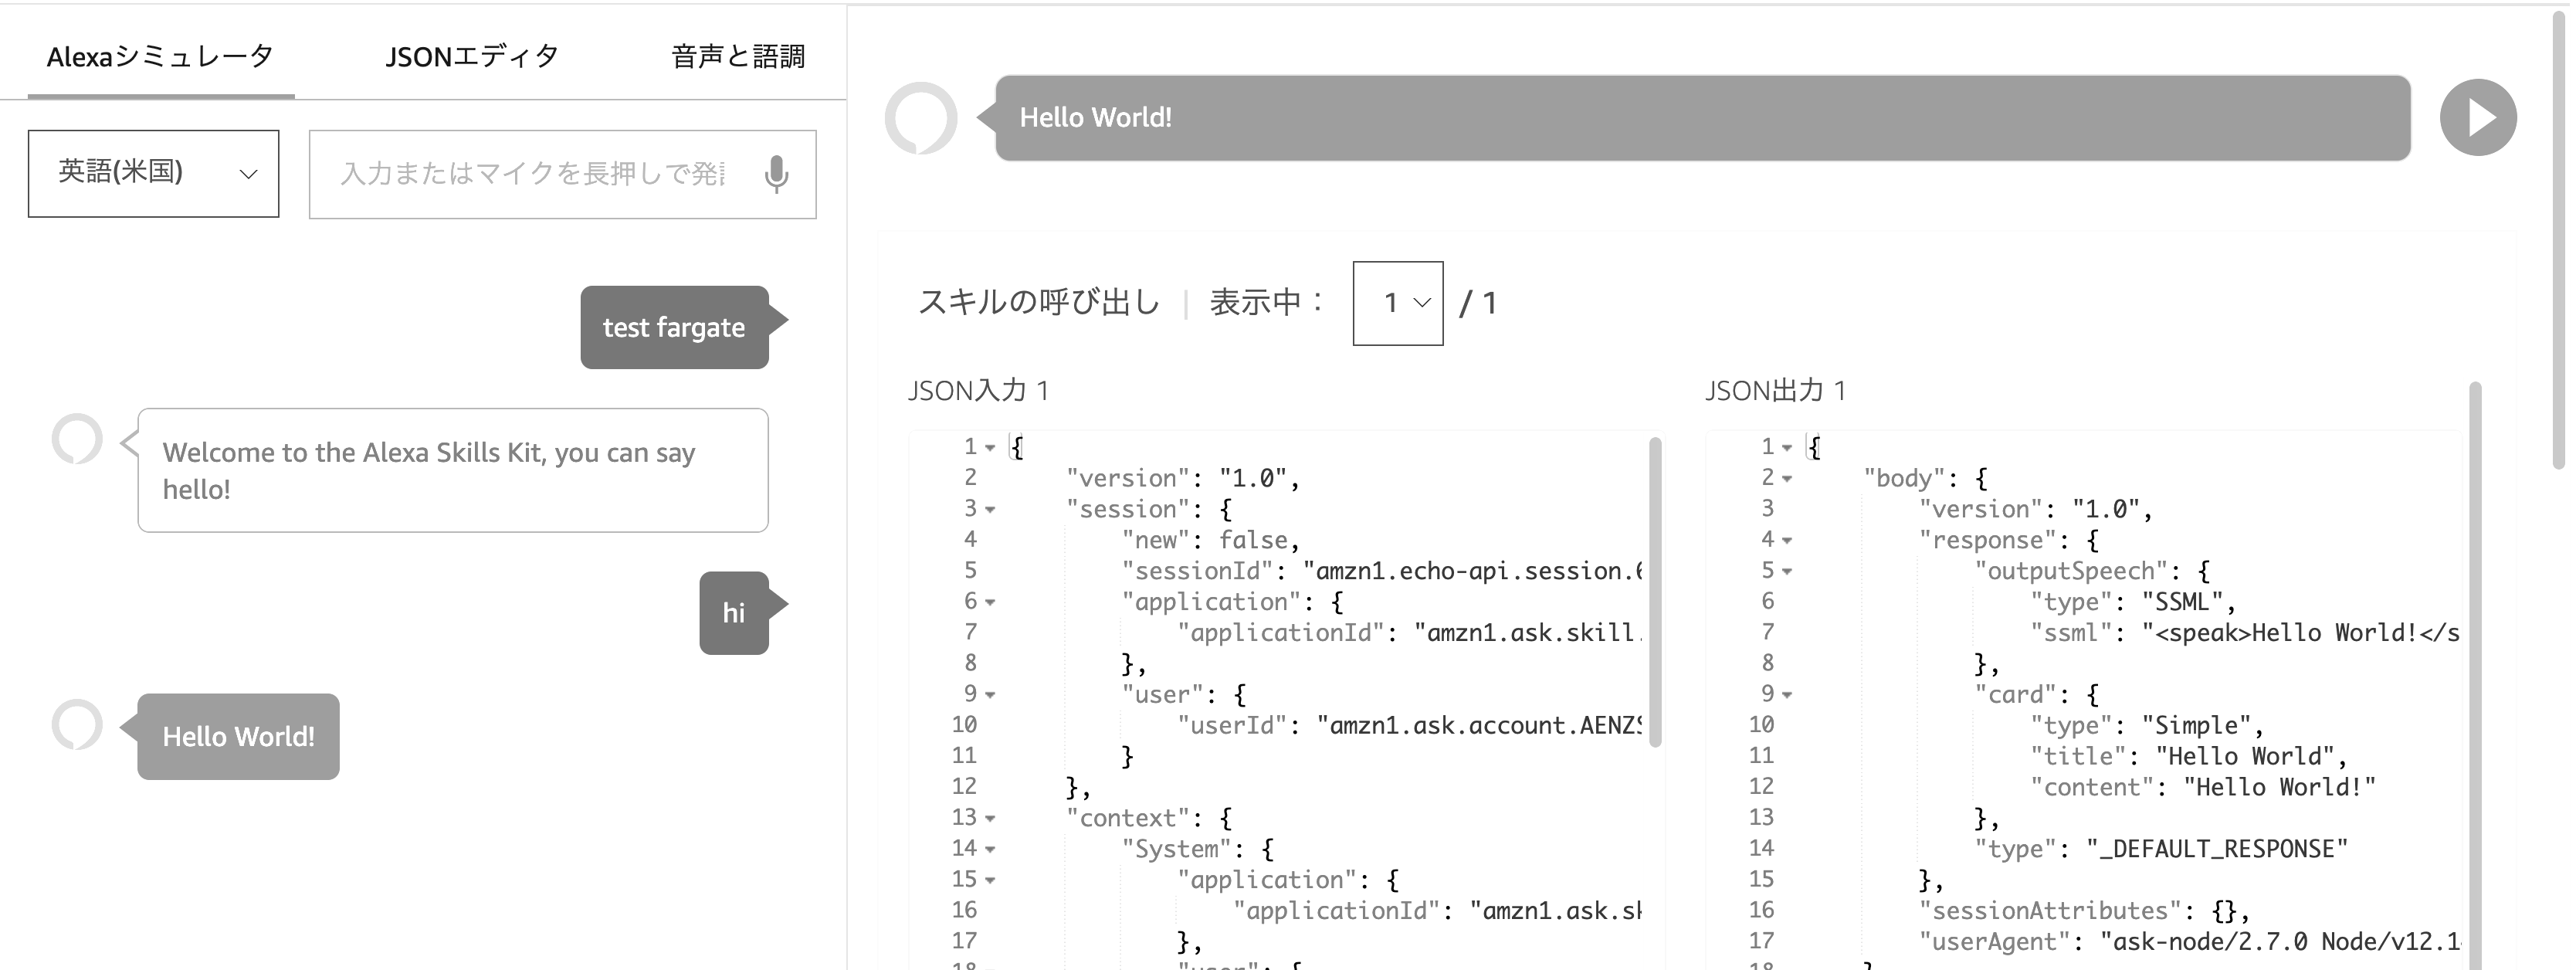 Alexaシミュレータ
JSONエディタ
音声と語調
英語(米国)
入力またはマイクを長押しで発
test fargate
Welcome to the Alexa Skills Kit, you can say
hello!
hi
Hello World!
Hello World!
スキルの呼び出し | 表示中： 1 / 1
JSON入力 1
1 {
2 "version": "1.0",
3 "session": {
4 "new": false,
5 "sessionId": "amzn1.echo-api.session.6
6 "application": {
7 "applicationId": "amzn1.ask.skill.
8 },
9 "user": {
10 "userId": "amzn1.ask.account.AENZS
11 }
12 },
13 "context": {
14 "System": {
15 "application": {
16 "applicationId": "amzn1.ask.sk
17 },
18 "user": {
JSON出力 1
1 {
2 "body": {
3 "version": "1.0",
4 "response": {
5 "outputSpeech": {
6 "type": "SSML",
7 "ssml": "<speak>Hello World!</s
8 },
9 "card": {
10 "type": "Simple",
11 "title": "Hello World",
12 "content": "Hello World!"
13 },
14 "type": "_DEFAULT_RESPONSE"
15 },
16 "sessionAttributes": {},
17 "userAgent": "ask-node/2.7.0 Node/v12.1
18 }